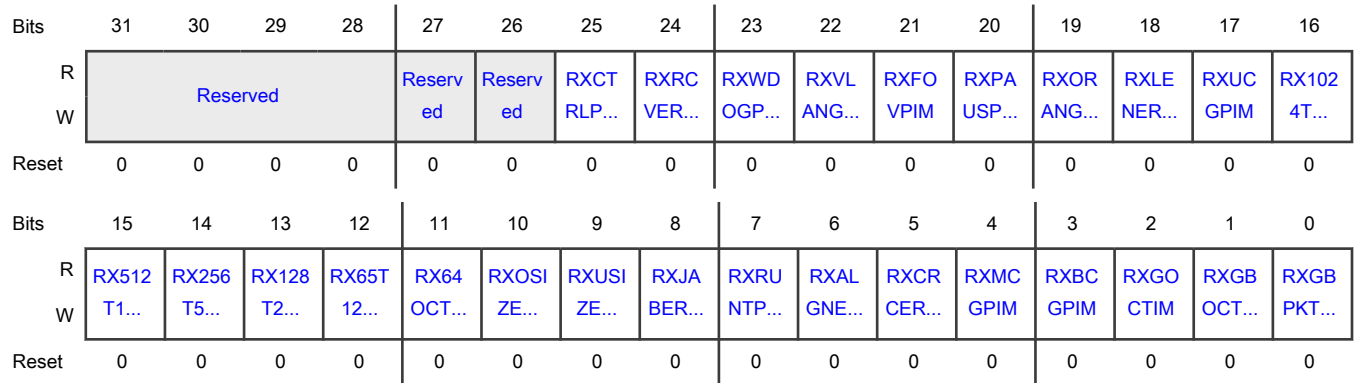 Bits 31 30 29 28 27 26 25 24 23 22 21 20 19 18 17 16
R Reserved Reserv RXCT RXRC RXWD RXVL RXFO RXPA RXOR RXLE RXUC RX102
Reserved
W ed ed RLP... VER... OGP... ANG... VPIM USP... ANG... NER... GPIM 4T...
Reset 0 0 0 0 0 0 0 0 0 0 0 0 0 0 0 0
Bits 15 14 13 12 11 10 9 8 7 6 5 4 3 2 1 0
R RX512 RX256 RX128 RX65T RX64 RXOSI RXUSI RXJA RXRU RXAL RXCR RXMC RXBC RXGO RXGB RXGB
W T1... T5... T2... 12... OCT... ZE... ZE... BER... NTP... GNE... CER... GPIM GPIM CTIM OCT... PKT...
Reset 0 0 0 0 0 0 0 0 0 0 0 0 0 0 0 0